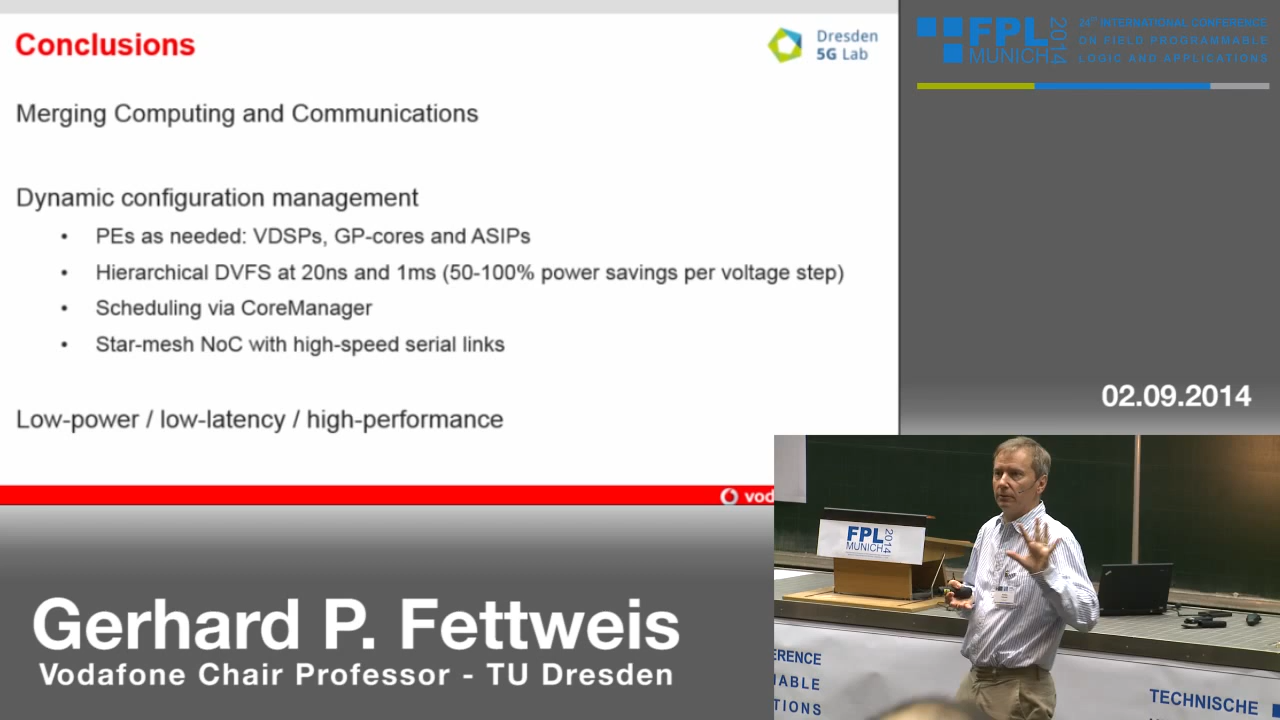 Conclusions
Dresden
5G Lab
Merging Computing and Communications
Dynamic configuration management
• PEs as needed: VDSPs, GP-cores and ASIPs
• Hierarchical DVFS at 20ns and 1ms (50-100% power savings per voltage step)
• Scheduling via CoreManager
• Star-mesh NoC with high-speed serial links
Low-power / low-latency / high-performance
vod
FPL
MUNICH
2014
24th INTERNATIONAL CONFERENCE
ON FIELD PROGRAMMABLE
LOGIC AND APPLICATIONS
02.09.2014
FPL
MUNICH
2014
ERENCE
ABLE
TIONS
TECHNISCHE
Gerhard P. Fettweis
Vodafone Chair Professor - TU Dresden